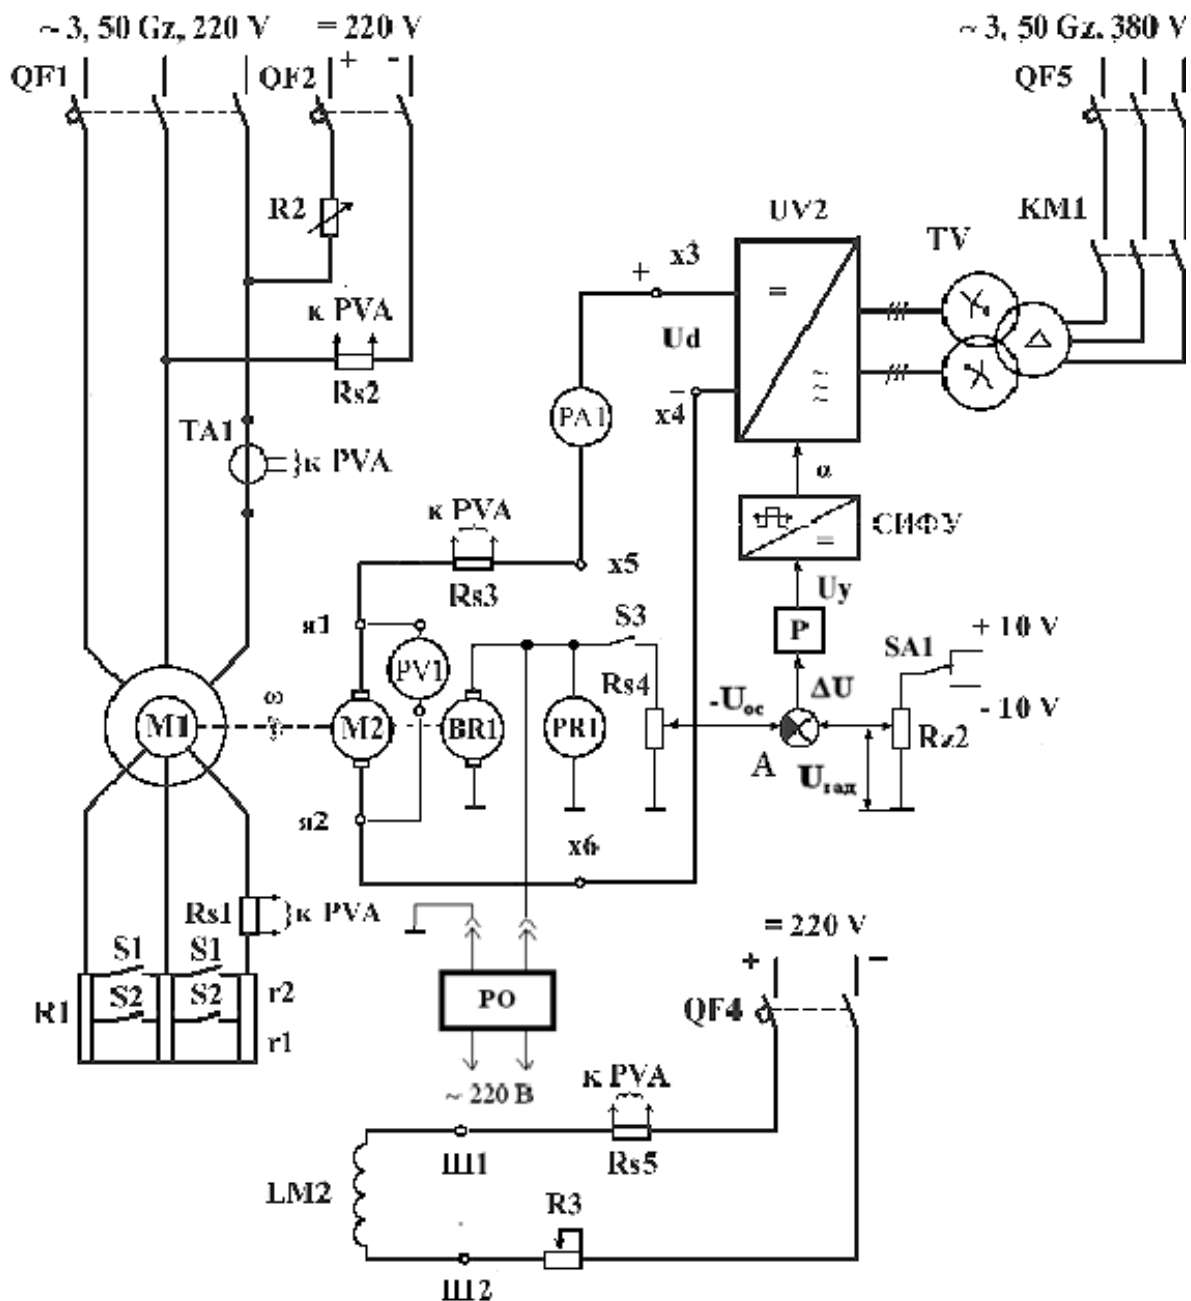 ~ 3, 50 Gz, 220 V
= 220 V
~ 3, 50 Gz. 380 V
QF1
QF2
+
-
QF5
R2
UV2
KM1
TV
+
x3
к PVA
=
Ud
Δ
Rs2
PA1
–
x4
~
~
~
TA1
к PVA
α
к PVA
СИФУ
=
Rs3
x5
Uy
я1
S3
P
SA1
+ 10 V
PV1
Rs4
ΔU
-Uос
- 10 V
ω
M1
M2
BR1
PR1
A
Rz2
Uзад
я2
x6
Rs1
к PVA
= 220 V
S1
S1
+
–
S2
S2
r2
PO
QF4
R1
r1
к PVA
~ 220 В
Ш1
Rs5
LM2
R3
Ш2